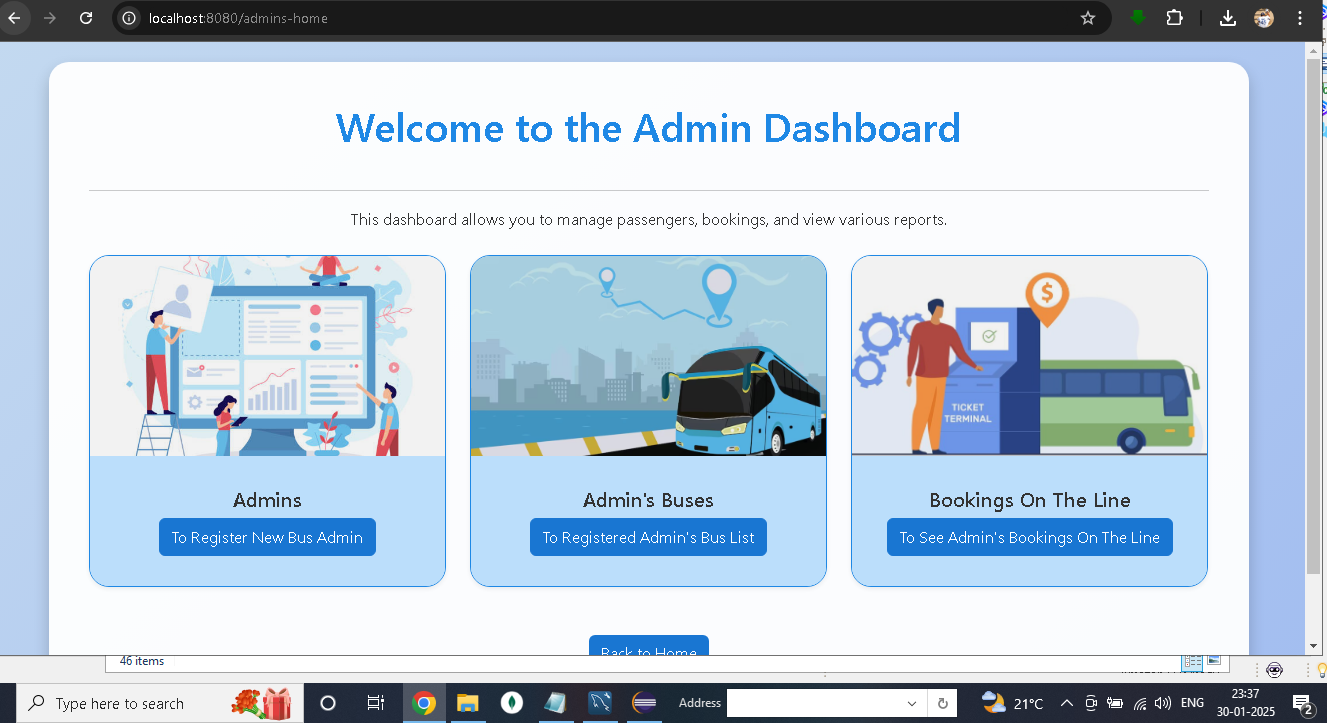 localhost:8080/admins-home
Welcome to the Admin Dashboard
This dashboard allows you to manage passengers, bookings, and view various reports.
$
TICKET
TERMINAL
Admins
Admin's Buses
Bookings On The Line
To Register New Bus Admin
To Registered Admin's Bus List
To See Admin's Bookings On The Line
Back to Home
46 items
Type here to search
Address
21°C
ENG
23:37
30-01-2025
2